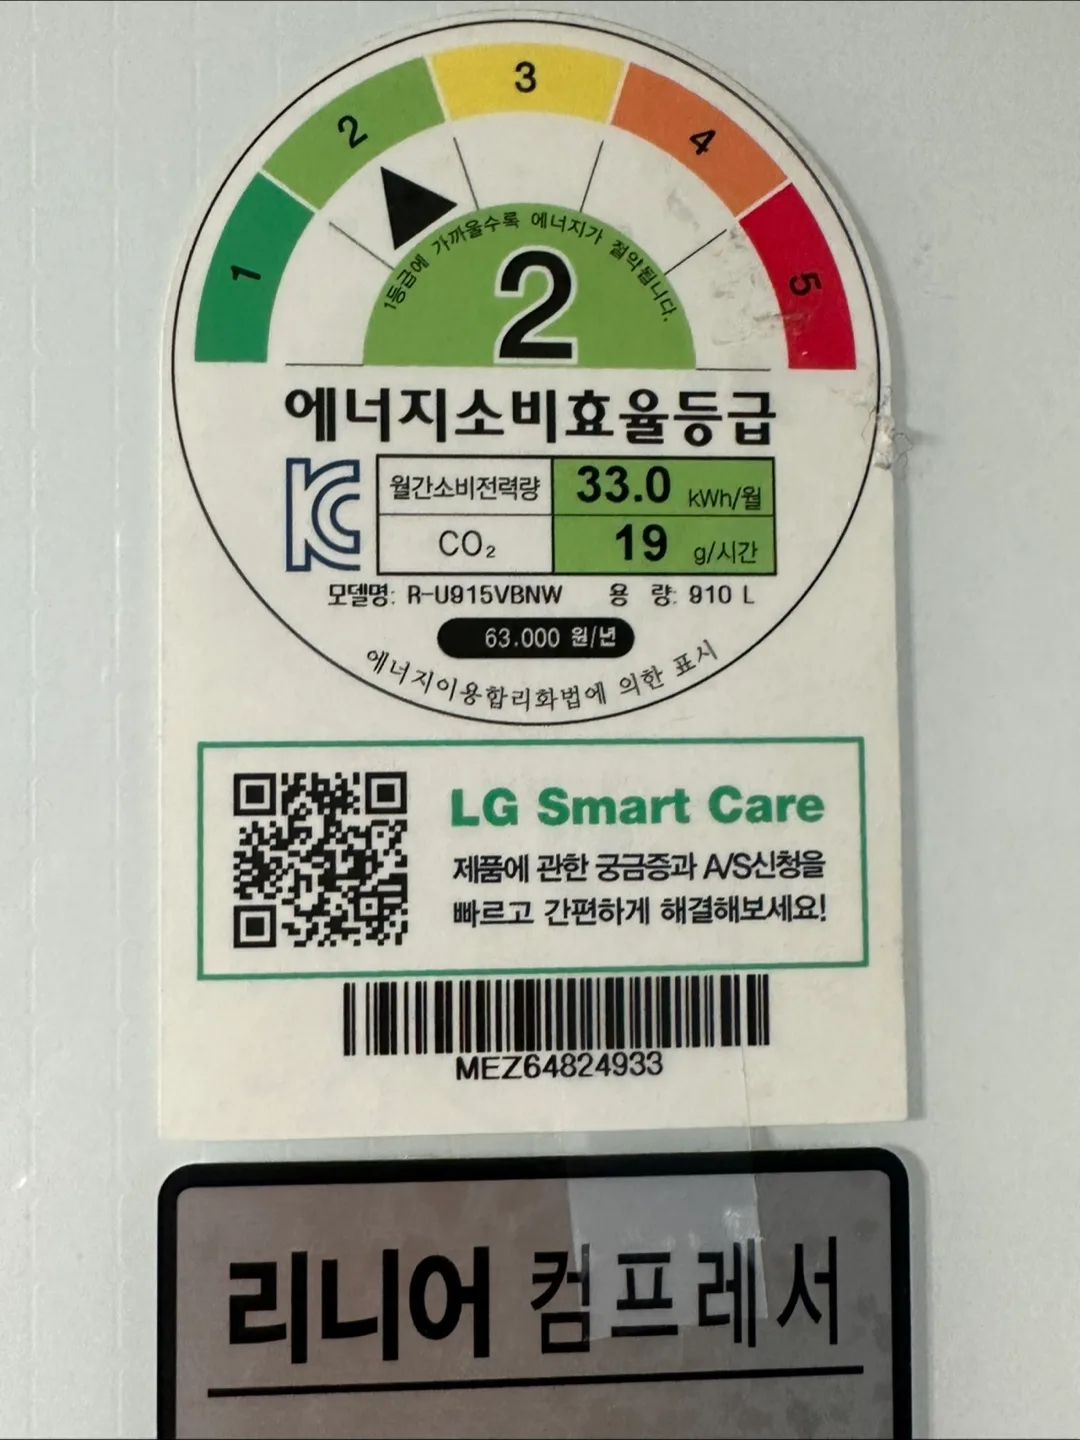 1 2 3 4 5
1등급에 가까울수록 에너지가 절약됩니다.
2
에너지소비효율등급
월간소비전력량 33.0 kWh/월
CO₂ 19 g/시간
모델명: R-U915VBNW 용 량: 910 L
63.000 원/년
에너지이용합리화법에 의한 표시
LG Smart Care
제품에 관한 궁금증과 A/S신청을
빠르고 간편하게 해결해보세요!
MEZ64824933
리니어 컴프레서